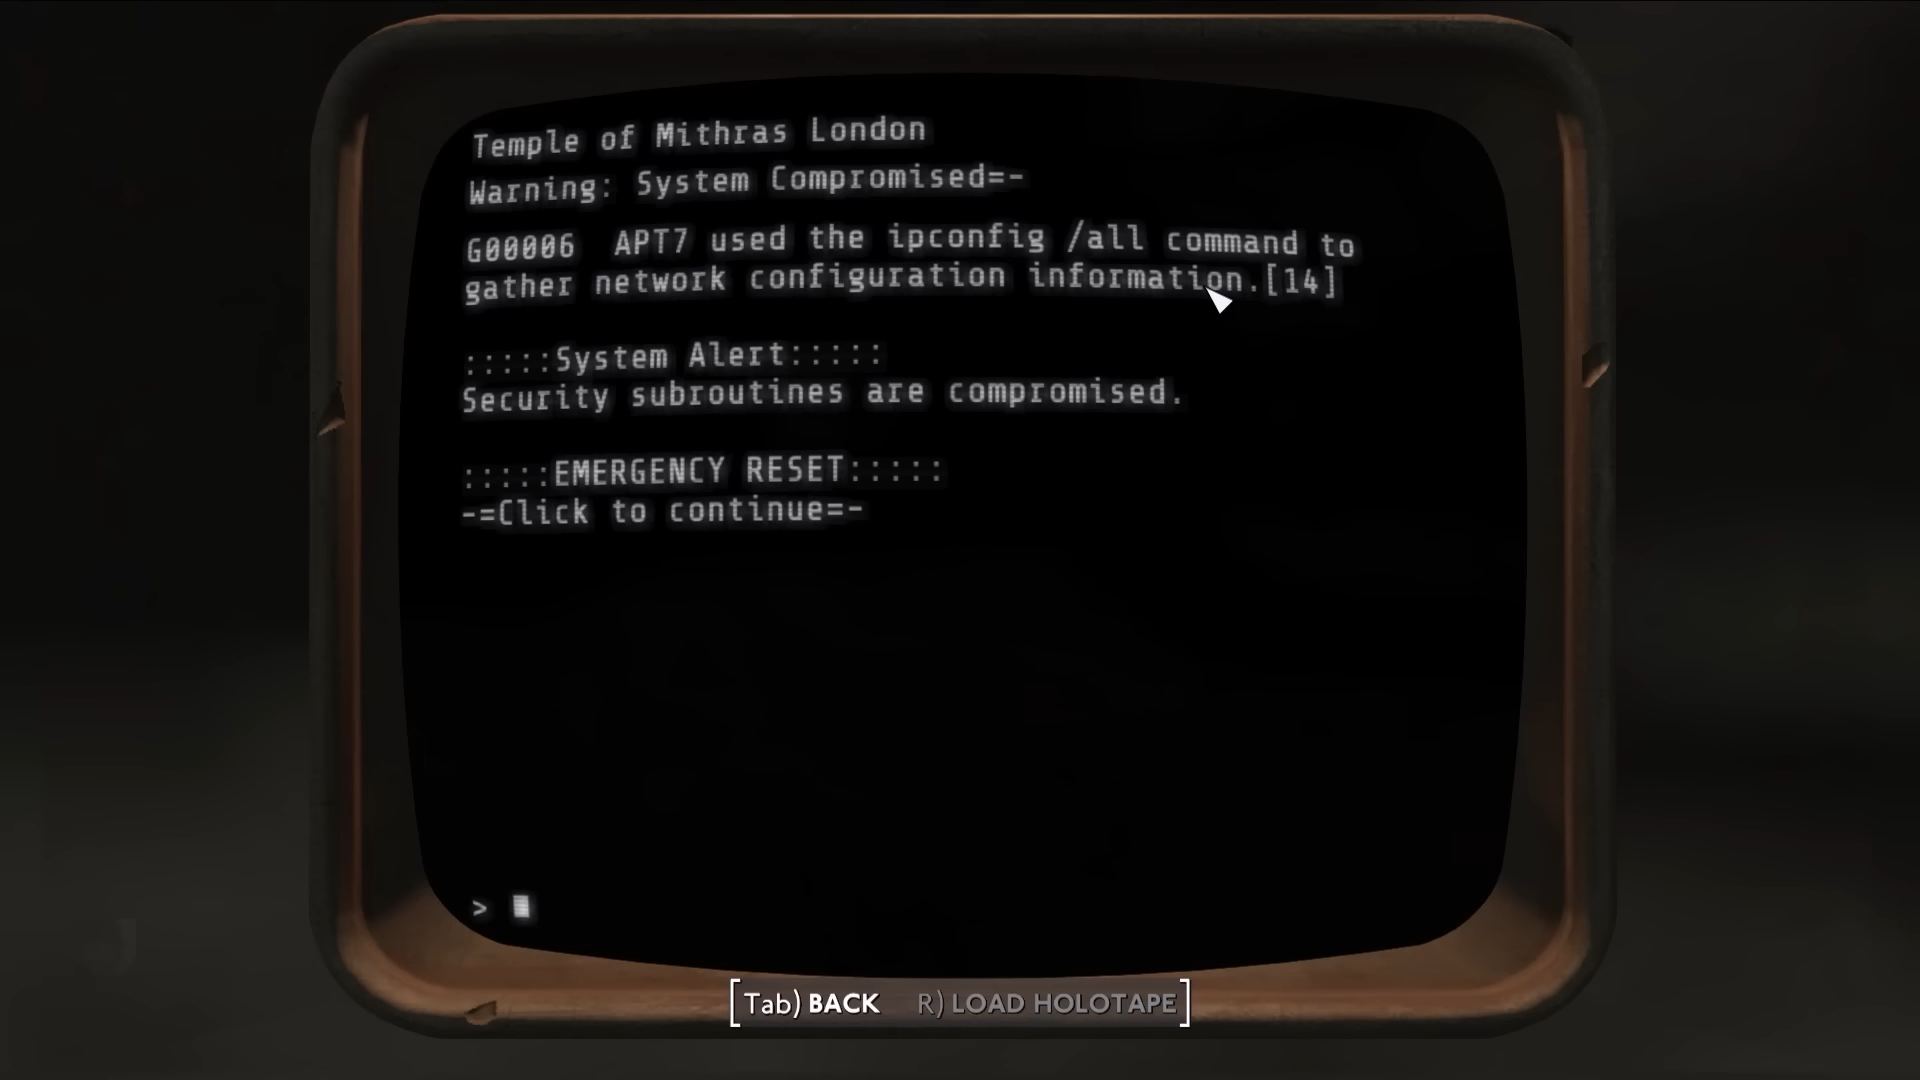 Temple of Mithras London
Warning: System Compromised=-
G00006  APT7 used the ipconfig /all command to
gather network configuration information.[14]
:::::System Alert:::::
Security subroutines are compromised.
:::::EMERGENCY RESET:::::
-=Click to continue=-
>
[Tab) BACK R) LOAD HOLOTAPE]